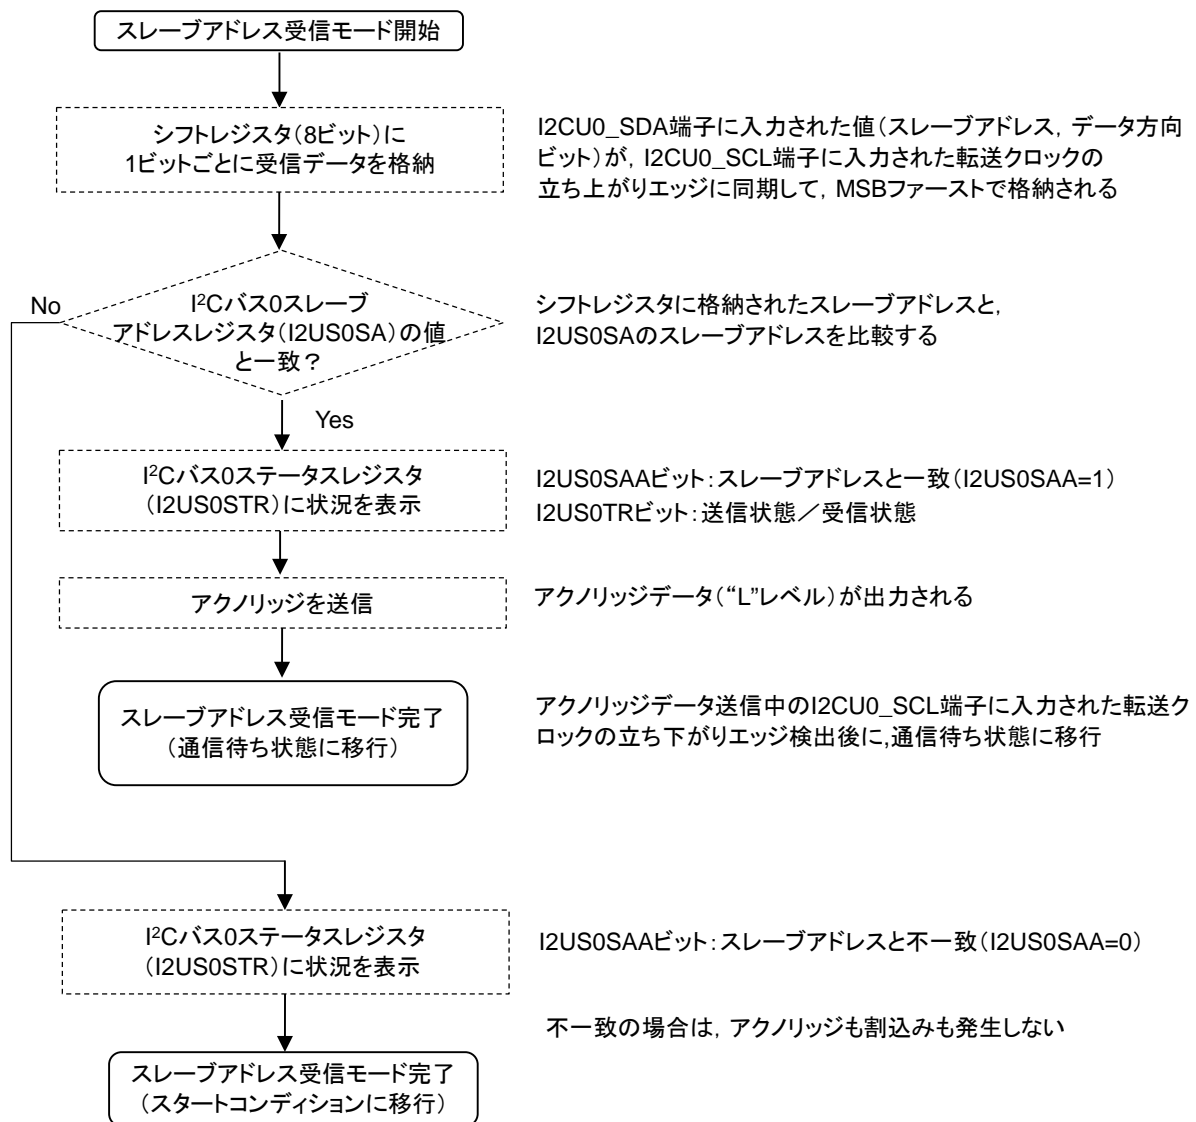 スレーブアドレス受信モード開始
シフトレジスタ(8ビット)に
1ビットごとに受信データを格納
I2CU0_SDA端子に入力された値(スレーブアドレス, データ方向
ビット)が, I2CU0_SCL端子に入力された転送クロックの
立ち上がりエッジに同期して, MSBファーストで格納される
No
I²Cバス0スレーブ
アドレスレジスタ(I2US0SA)の値
と一致?
シフトレジスタに格納されたスレーブアドレスと,
I2US0SAのスレーブアドレスを比較する
Yes
I²Cバス0ステータスレジスタ
(I2US0STR)に状況を表示
I2US0SAAビット:スレーブアドレスと一致(I2US0SAA=1)
I2US0TRビット:送信状態/受信状態
アクノリッジを送信
アクノリッジデータ(“L”レベル)が出力される
スレーブアドレス受信モード完了
(通信待ち状態に移行)
アクノリッジデータ送信中のI2CU0_SCL端子に入力された転送ク
ロックの立ち下がりエッジ検出後に,通信待ち状態に移行
I²Cバス0ステータスレジスタ
(I2US0STR)に状況を表示
I2US0SAAビット:スレーブアドレスと不一致(I2US0SAA=0)
不一致の場合は, アクノリッジも割込みも発生しない
スレーブアドレス受信モード完了
(スタートコンディションに移行)